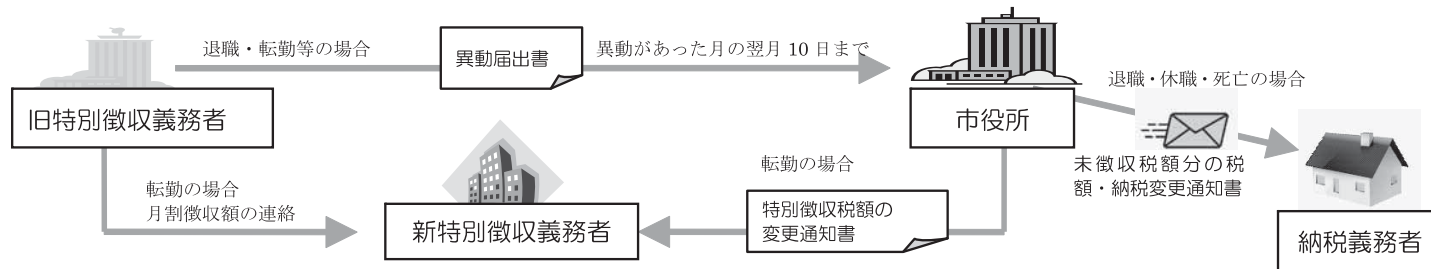 退職・転勤等の場合
異動届出書
異動があった月の翌月 10 日まで
旧特別徴収義務者
市役所
退職・休職・死亡の場合
未徴収税額分の税
額・納税変更通知書
納税義務者
転勤の場合
月割徴収額の連絡
新特別徴収義務者
転勤の場合
特別徴収税額の
変更通知書